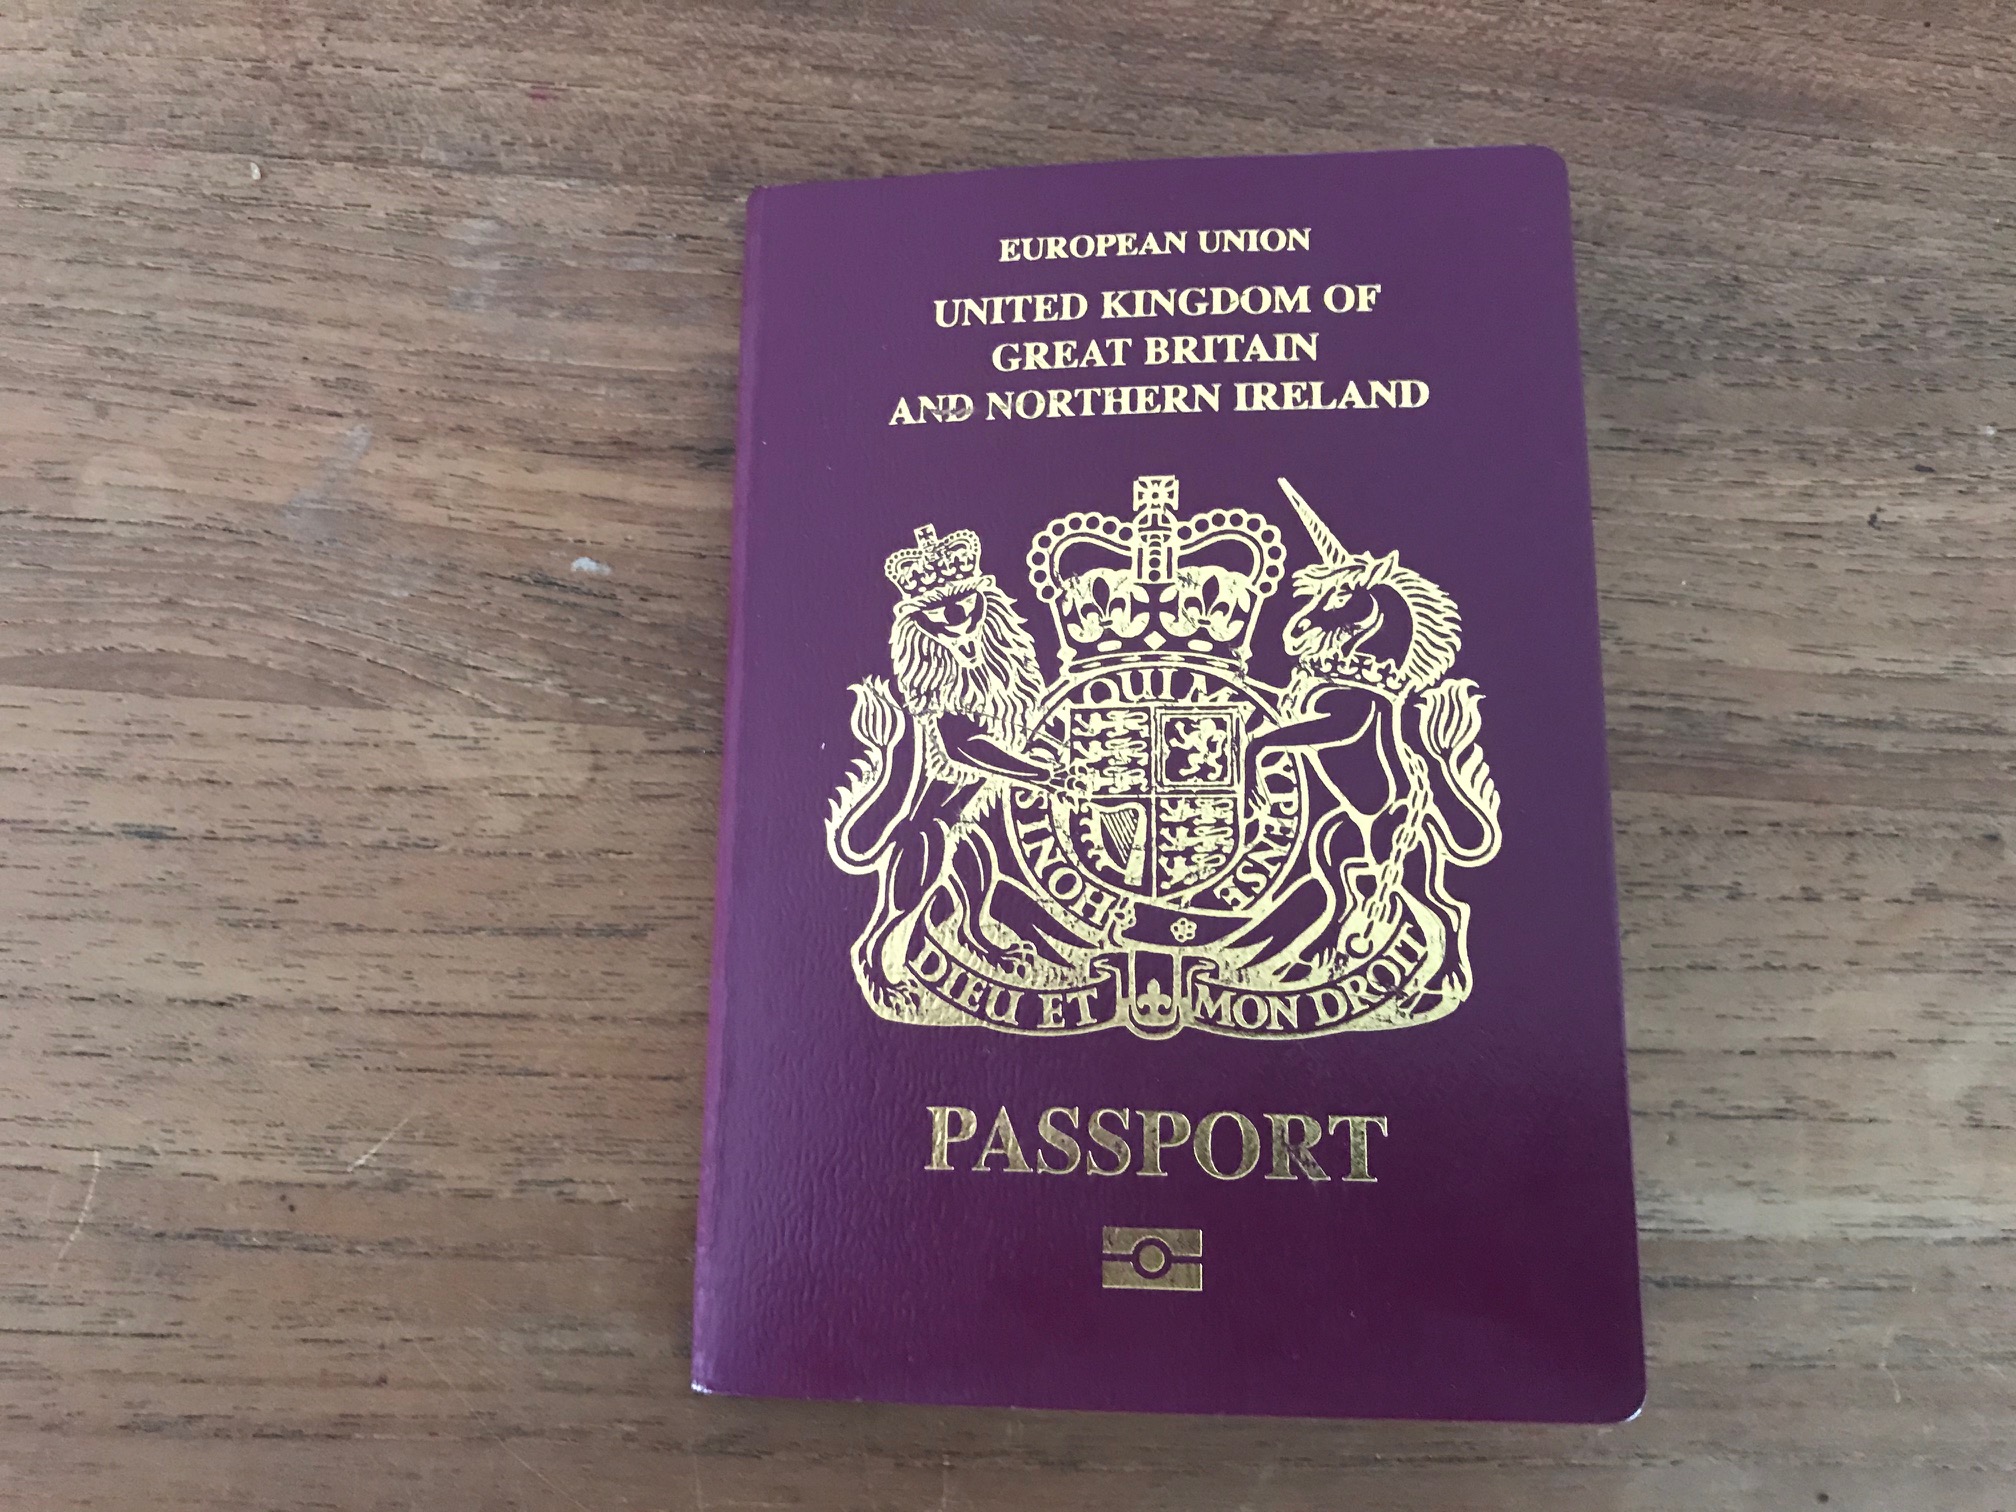 EUROPEAN UNION
UNITED KINGDOM OF
GREAT BRITAIN
AND NORTHERN IRELAND
HONI SOIT QUI MAL Y PENSE
DIEU ET MON DROIT
PASSPORT